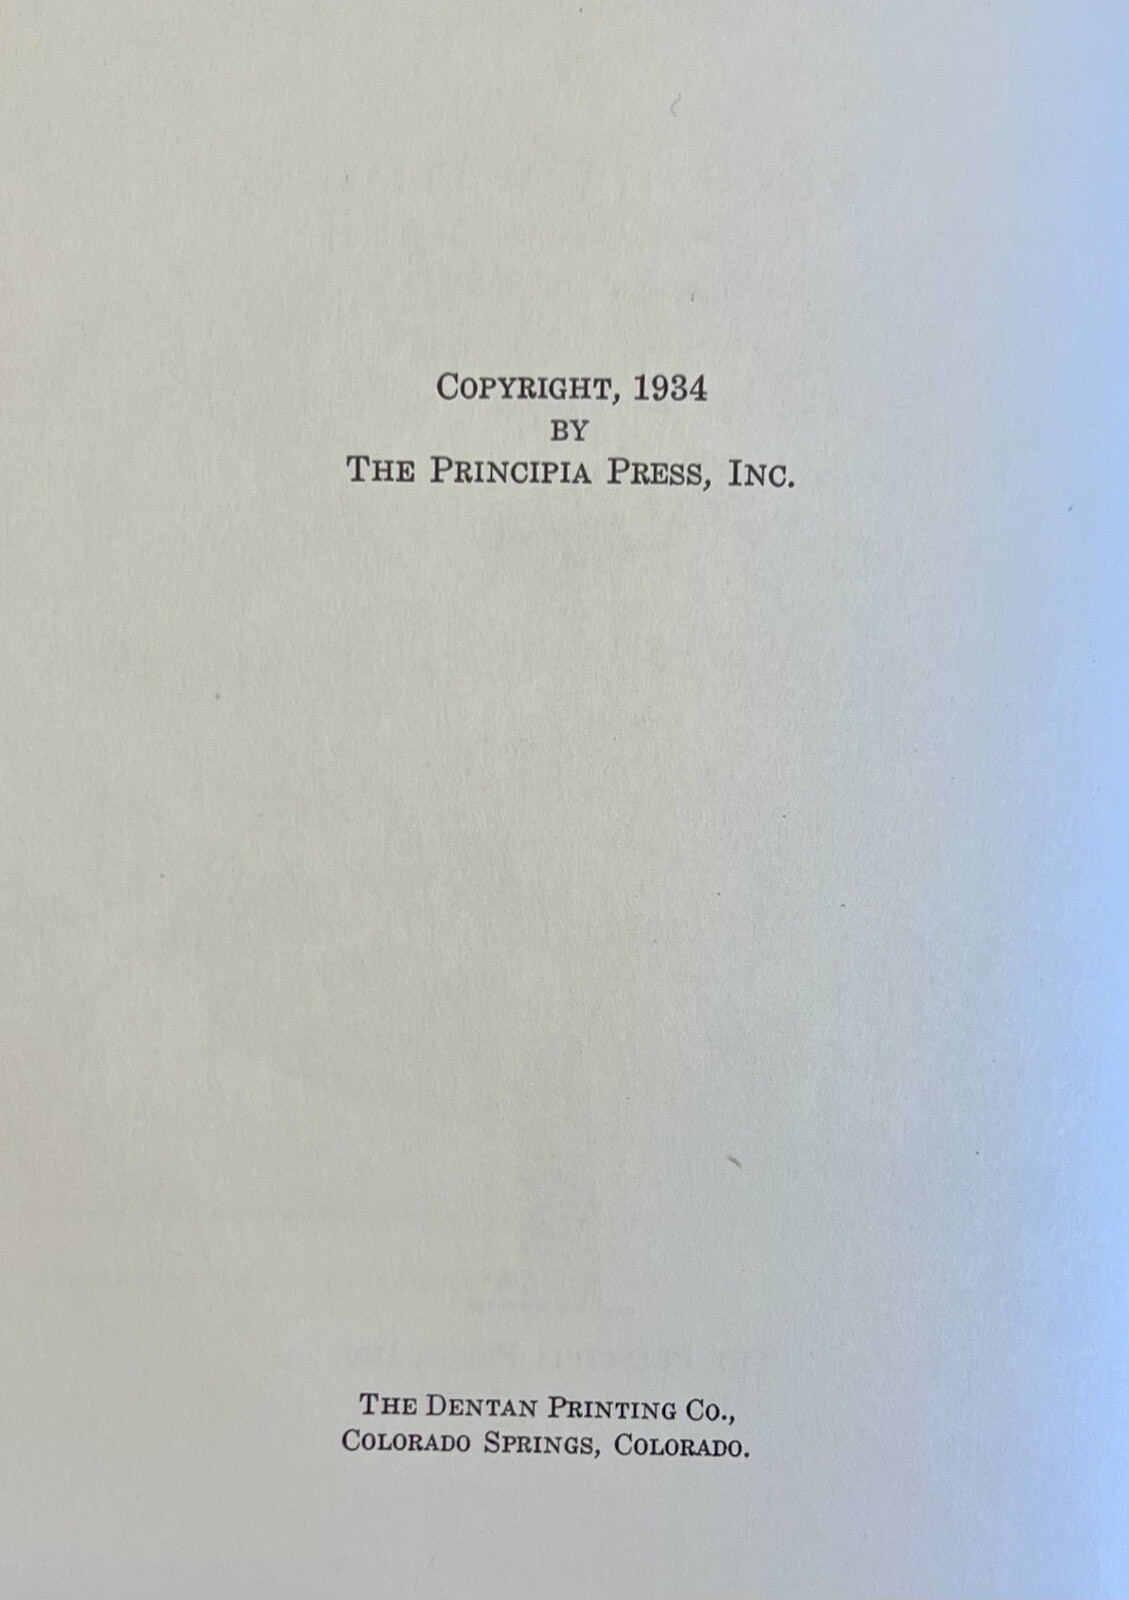 COPYRIGHT, 1934
BY
THE PRINCIPIA PRESS, INC.
THE DENTAN PRINTING CO.,
COLORADO SPRINGS, COLORADO.